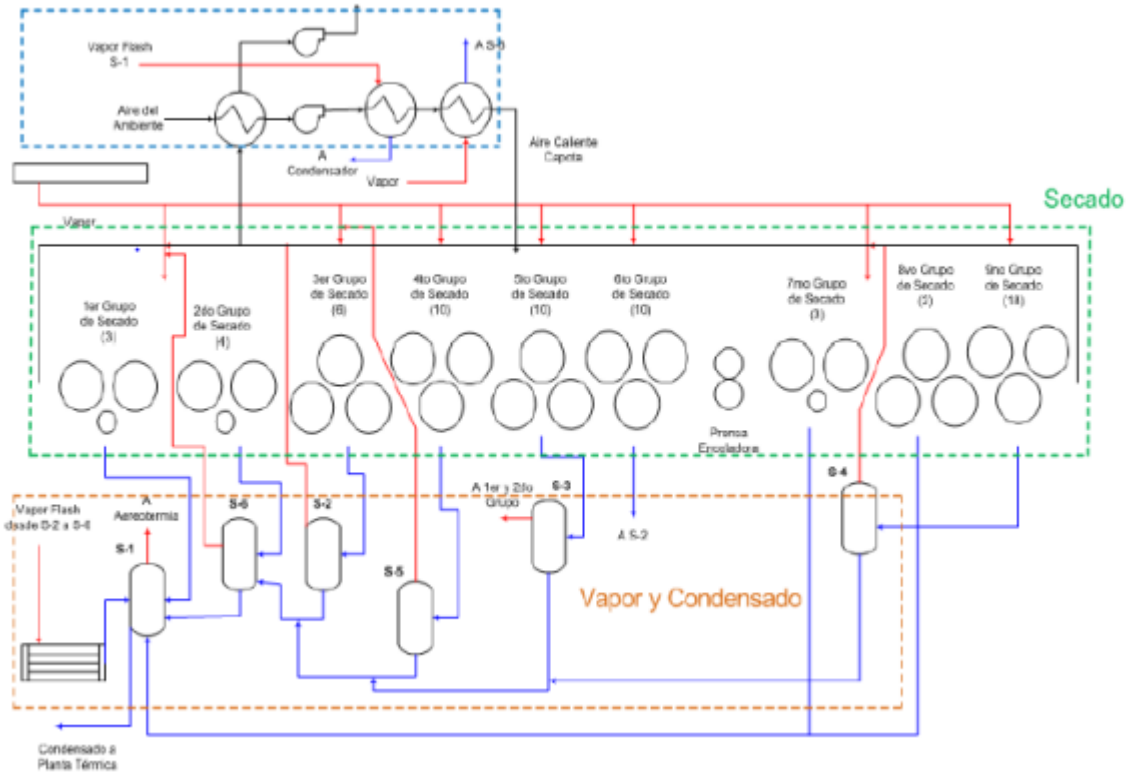 Vapor Flash
S-1
A S-5
Aire del
Ambiente
A
Condensador
Vapor
Aire Caliente
Capota
Secado
Vapor
1er Grupo
de Secado
(3)
2do Grupo
de Secado
(4)
3er Grupo
de Secado
(6)
4to Grupo
de Secado
(10)
5to Grupo
de Secado
(10)
6to Grupo
de Secado
(10)
7mo Grupo
de Secado
(3)
8vo Grupo
de Secado
9no Grupo
de Secado
Prensa
Encoladora
Vapor Flash
desde S-2 a S-6
A
Aereotermia
S-1
S-6
S-2
S-5
A 1er y 2do
Grupo
S-3
A S-2
S-4
Vapor y Condensado
Condensado a
Planta Térmica